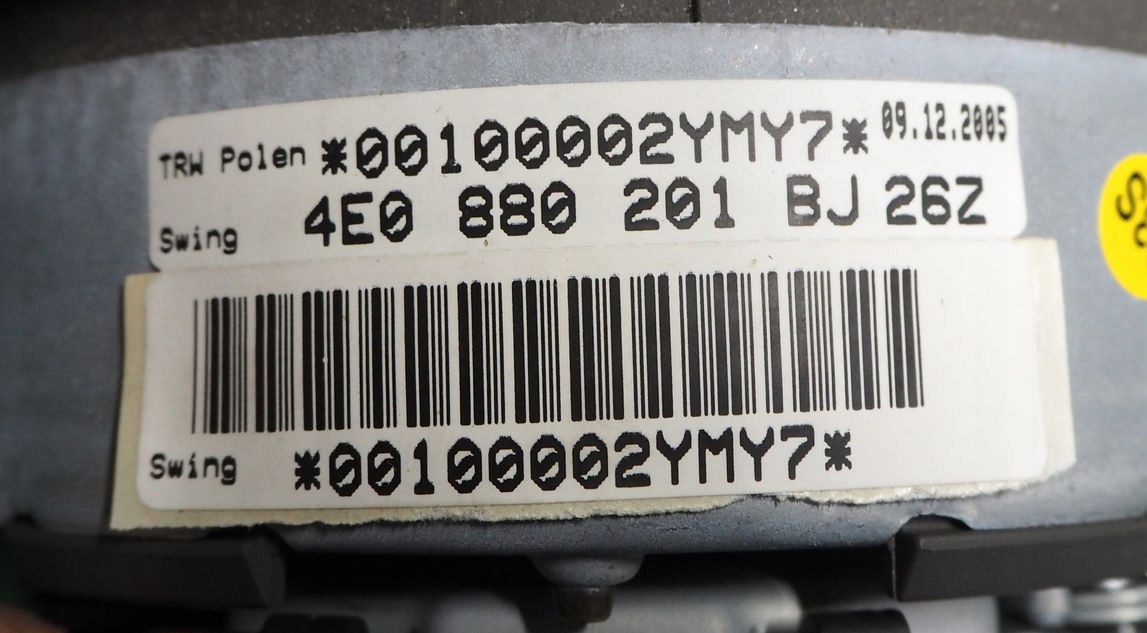 TRW Polen *00100002YMY7* 09.12.2005
Swing 4E0 880 201 BJ 26Z
Swing *00100002YMY7*